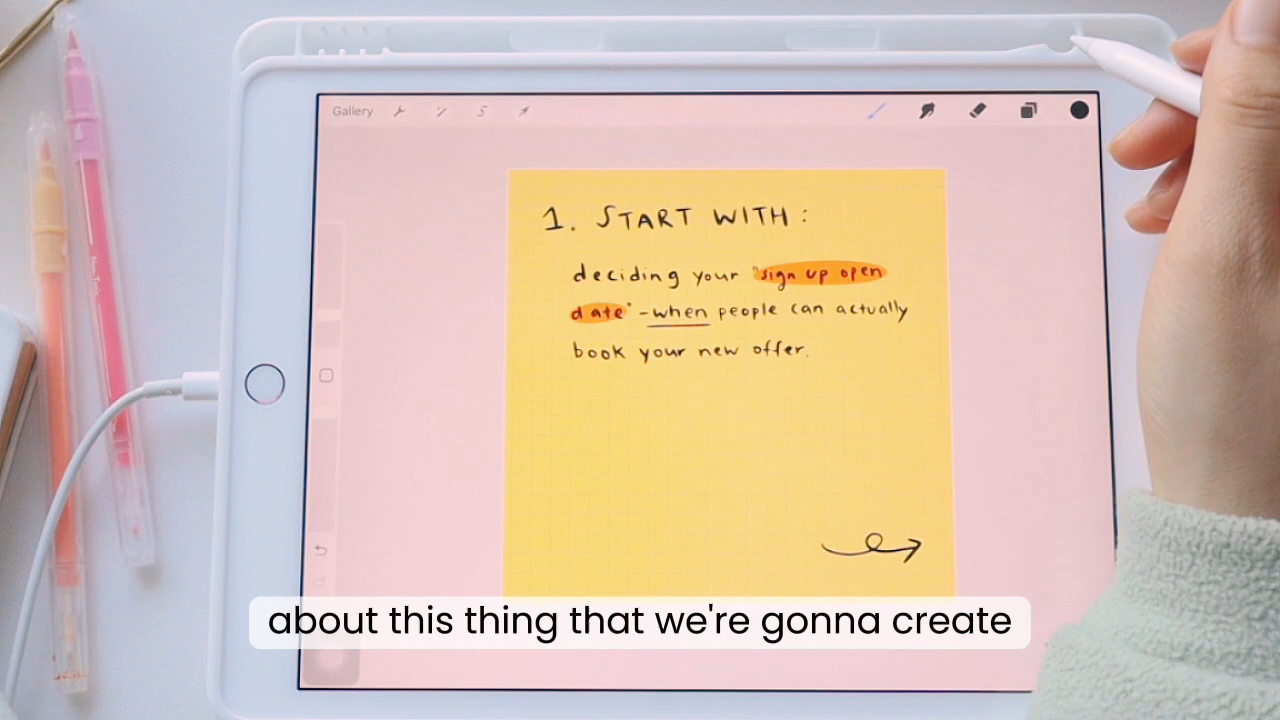 Gallery
1. START WITH:
deciding your "sign up open
date" - when people can actually
book your new offer.
about this thing that we're gonna create